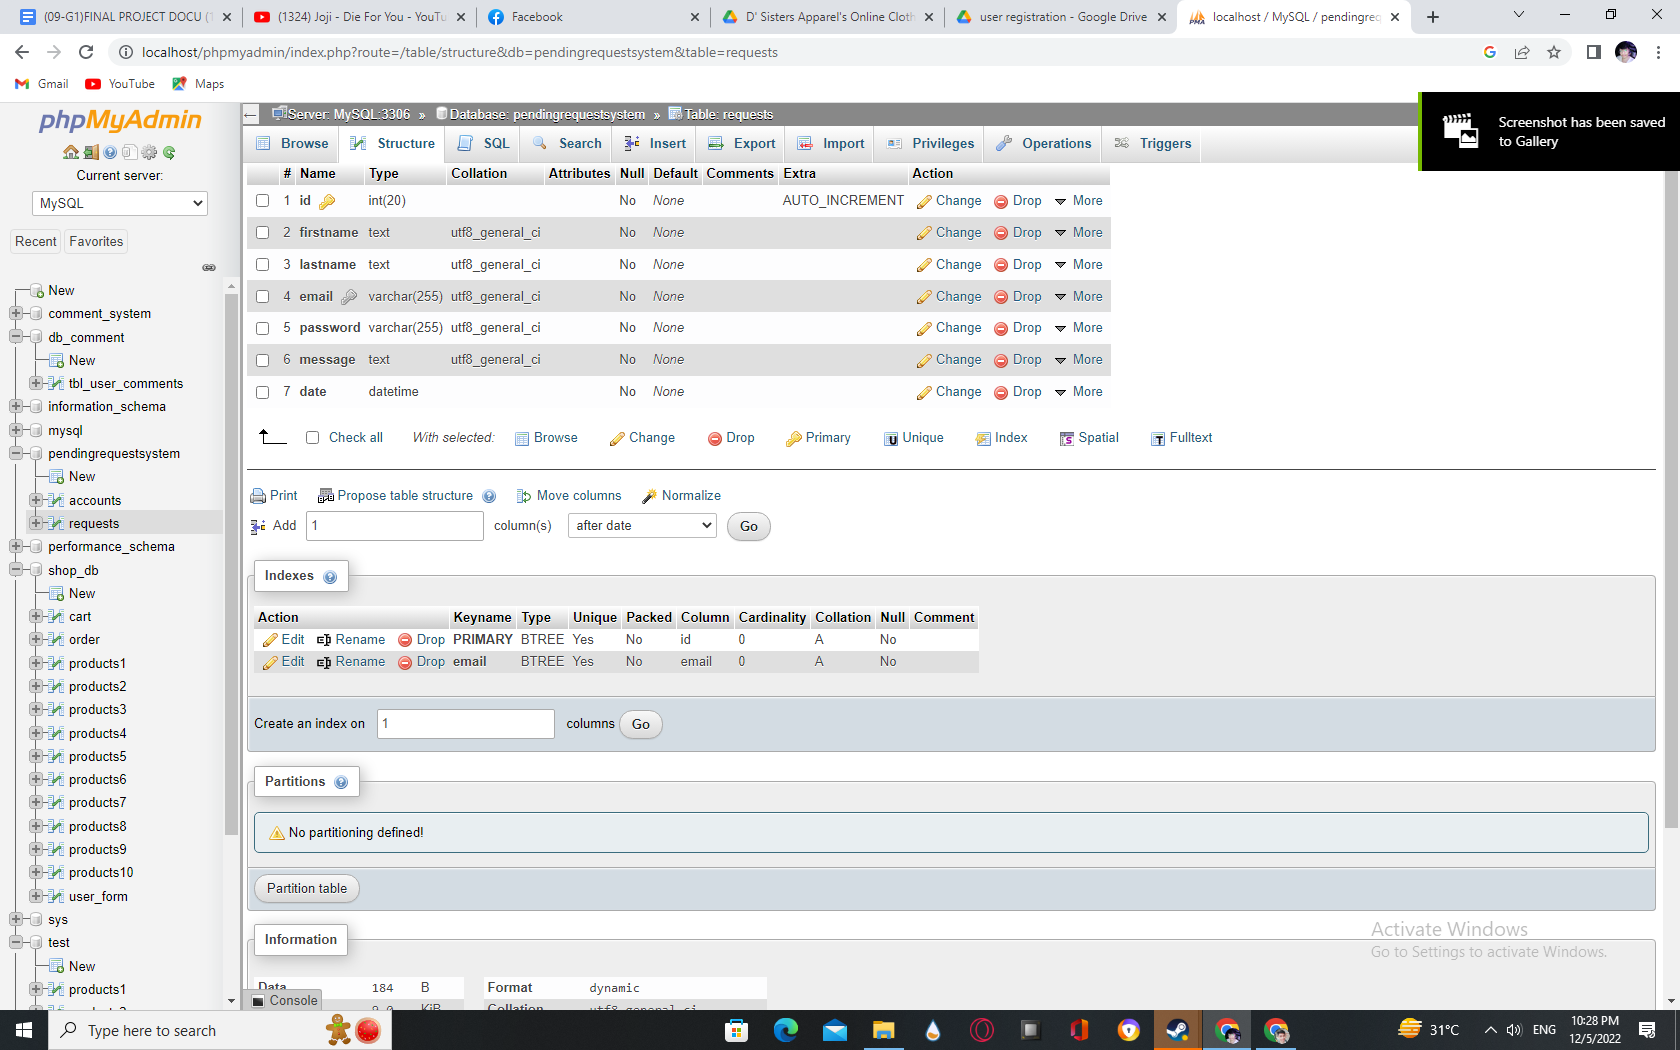 (09-G1)FINAL PROJECT DOCU (1
(1324) Joji - Die For You - YouTu
Facebook
D' Sisters Apparel's Online Cloth
user registration - Google Drive
localhost / MySQL / pendingreq
localhost/phpmyadmin/index.php?route=/table/structure&db=pendingrequestsystem&table=requests
Gmail
YouTube
Maps
phpMyAdmin
Current server:
MySQL
Recent
Favorites
New
comment_system
db_comment
New
tbl_user_comments
information_schema
mysql
pendingrequestsystem
New
accounts
requests
performance_schema
shop_db
New
cart
order
products1
products2
products3
products4
products5
products6
products7
products8
products9
products10
user_form
sys
test
New
products1
Server: MySQL:3306 » Database: pendingrequestsystem » Table: requests
Browse Structure SQL Search Insert Export Import Privileges Operations Triggers
Screenshot has been saved
to Gallery
# Name Type Collation Attributes Null Default Comments Extra Action
1 id int(20) No None AUTO_INCREMENT Change Drop More
2 firstname text utf8_general_ci No None Change Drop More
3 lastname text utf8_general_ci No None Change Drop More
4 email varchar(255) utf8_general_ci No None Change Drop More
5 password varchar(255) utf8_general_ci No None Change Drop More
6 message text utf8_general_ci No None Change Drop More
7 date datetime No None Change Drop More
Check all With selected: Browse Change Drop Primary Unique Index Spatial Fulltext
Print Propose table structure Move columns Normalize
Add 1 column(s) after date Go
Indexes
Action Keyname Type Unique Packed Column Cardinality Collation Null Comment
Edit Rename Drop PRIMARY BTREE Yes No id 0 A No
Edit Rename Drop email BTREE Yes No email 0 A No
Create an index on 1 columns Go
Partitions
No partitioning defined!
Partition table
Information
Data 184 B
Format dynamic
KiB
Collation utf8_general_ci
Console
Activate Windows
Go to Settings to activate Windows.
Type here to search
31°C
ENG
10:28 PM
12/5/2022